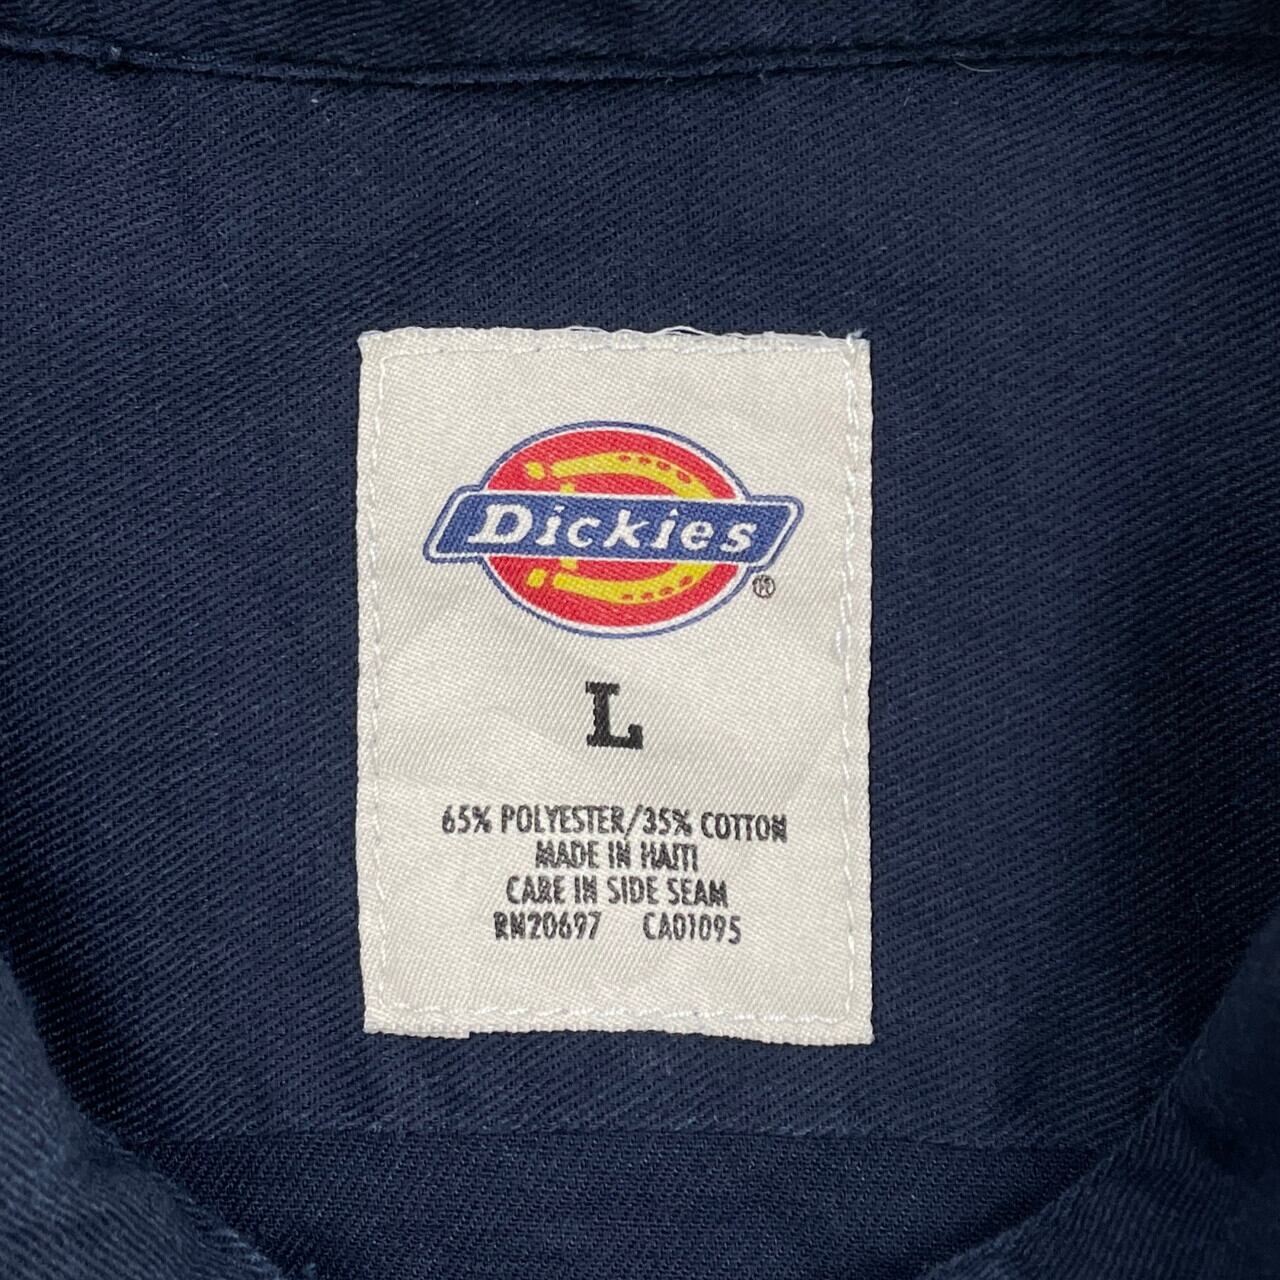 Dickies
®
L
65% POLYESTER/35% COTTON
MADE IN HAITI
CARE IN SIDE SEAM
RN20697 CA01095